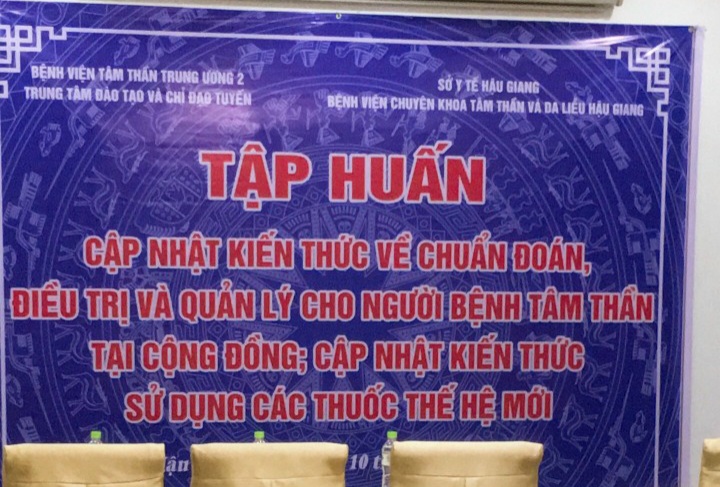 BỆNH VIỆN TÂM THẦN TRUNG ƯƠNG 2
TRUNG TÂM ĐÀO TẠO VÀ CHỈ ĐẠO TUYẾN
SỞ Y TẾ HẬU GIANG
BỆNH VIỆN CHUYÊN KHOA TÂM THẦN VÀ DA LIỄU HẬU GIANG
TẬP HUẤN
CẬP NHẬT KIẾN THỨC VỀ CHUẨN ĐOÁN,
ĐIỀU TRỊ VÀ QUẢN LÝ CHO NGƯỜI BỆNH TÂM THẦN
TẠI CỘNG ĐỒNG; CẬP NHẬT KIẾN THỨC
SỬ DỤNG CÁC THUỐC THẾ HỆ MỚI
10